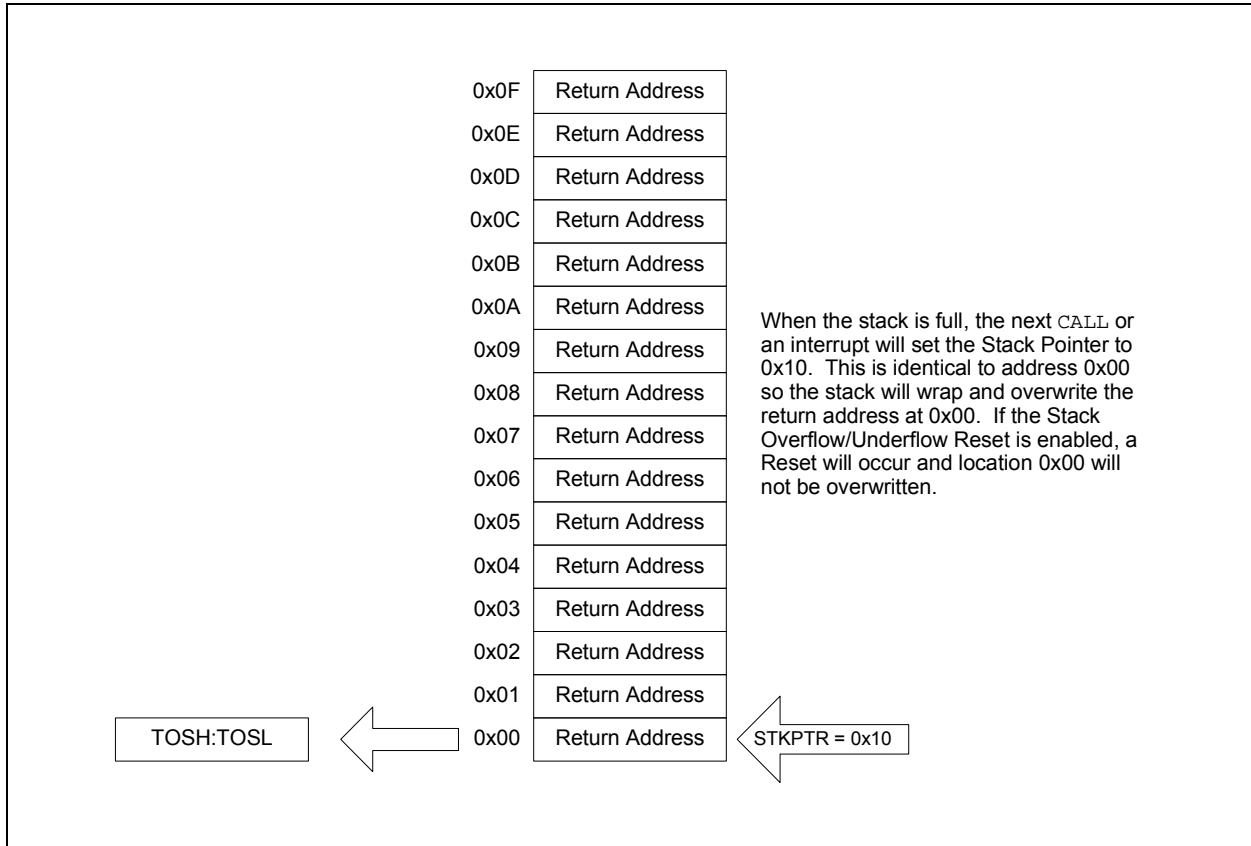 0x0F Return Address
0x0E Return Address
0x0D Return Address
0x0C Return Address
0x0B Return Address
0x0A Return Address
0x09 Return Address
0x08 Return Address
0x07 Return Address
0x06 Return Address
0x05 Return Address
0x04 Return Address
0x03 Return Address
0x02 Return Address
0x01 Return Address
TOSH:TOSL 0x00 Return Address STKPTR = 0x10
When the stack is full, the next CALL or
an interrupt will set the Stack Pointer to
0x10. This is identical to address 0x00
so the stack will wrap and overwrite the
return address at 0x00. If the Stack
Overflow/Underflow Reset is enabled, a
Reset will occur and location 0x00 will
not be overwritten.